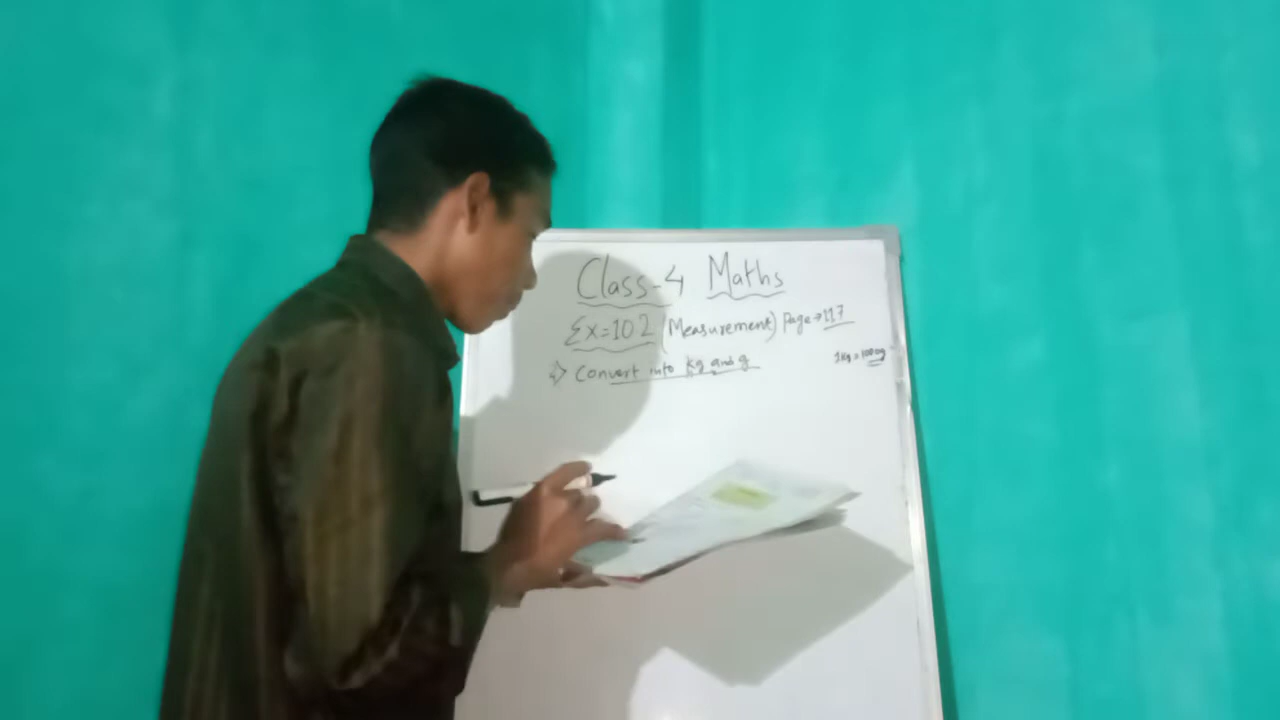 Class-4 Maths
Ex=10.2 (Measurement) Page→117
Convert into kg and g
1kg = 1000g